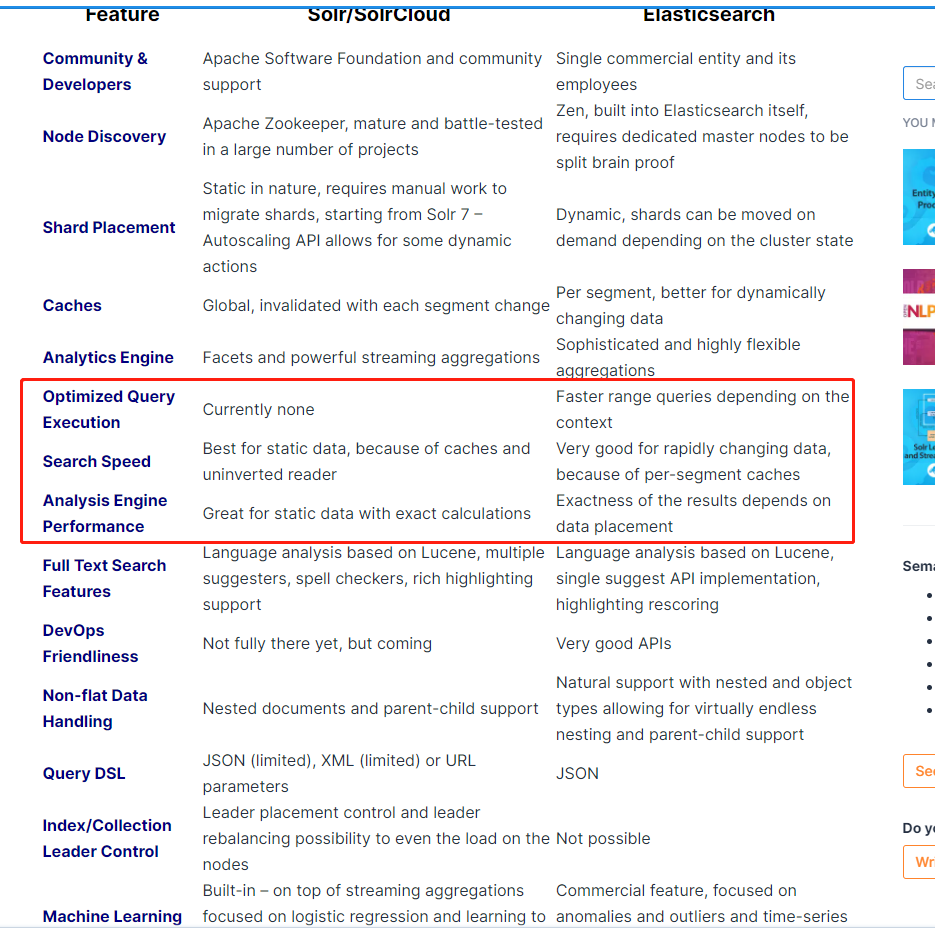 Feature Solr/SolrCloud Elasticsearch
Community & Apache Software Foundation and community Single commercial entity and its
Developers support employees
Node Discovery Apache Zookeeper, mature and battle-tested Zen, built into Elasticsearch itself,
in a large number of projects requires dedicated master nodes to be
split brain proof
Shard Placement Static in nature, requires manual work to
migrate shards, starting from Solr 7 – Dynamic, shards can be moved on
Autoscaling API allows for some dynamic demand depending on the cluster state
actions
Caches Global, invalidated with each segment change Per segment, better for dynamically
changing data
Analytics Engine Facets and powerful streaming aggregations Sophisticated and highly flexible
aggregations
Optimized Query Currently none Faster range queries depending on the
Execution context
Search Speed Best for static data, because of caches and Very good for rapidly changing data,
uninverted reader because of per-segment caches
Analysis Engine Great for static data with exact calculations Exactness of the results depends on
Performance data placement
Full Text Search Language analysis based on Lucene, multiple Language analysis based on Lucene,
Features suggesters, spell checkers, rich highlighting single suggest API implementation,
support highlighting rescoring
DevOps Not fully there yet, but coming Very good APIs
Friendliness
Non-flat Data Nested documents and parent-child support Natural support with nested and object
Handling types allowing for virtually endless
nesting and parent-child support
Query DSL JSON (limited), XML (limited) or URL JSON
parameters
Index/Collection Leader placement control and leader Not possible
Leader Control rebalancing possibility to even the load on the
nodes
Machine Learning Built-in – on top of streaming aggregations Commercial feature, focused on
focused on logistic regression and learning to anomalies and outliers and time-series
YOU
Entity
NLP
Solr
Do